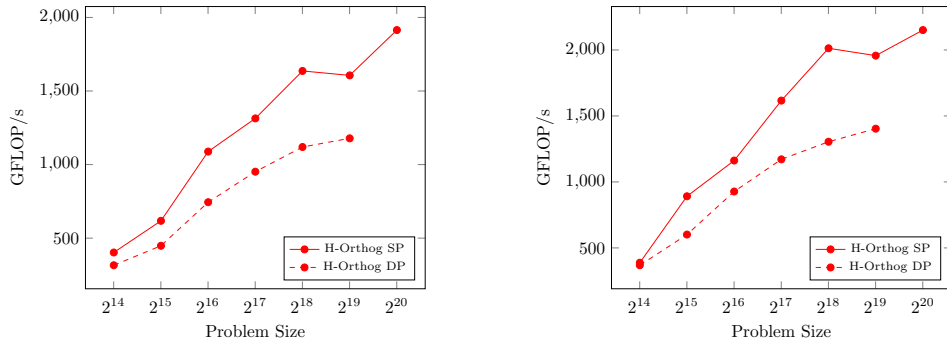 2,000
1,500
1,000
500
GFLOP/s
H-Orthog SP
H-Orthog DP
2^14 2^15 2^16 2^17 2^18 2^19 2^20
Problem Size
2,000
1,500
1,000
500
GFLOP/s
H-Orthog SP
H-Orthog DP
2^14 2^15 2^16 2^17 2^18 2^19 2^20
Problem Size